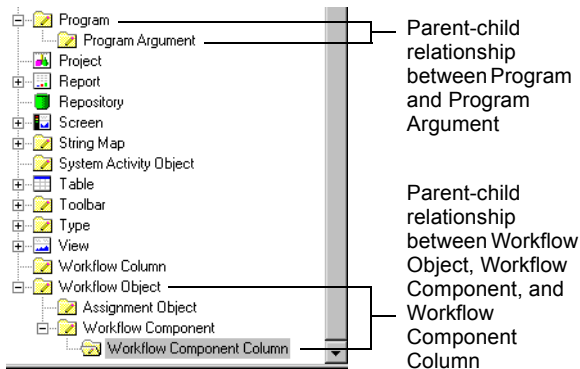 Program
Program Argument
Project
Report
Repository
Screen
String Map
System Activity Object
Table
Toolbar
Type
View
Workflow Column
Workflow Object
Assignment Object
Workflow Component
Workflow Component Column
Parent-child
relationship
between Program
and Program
Argument
Parent-child
relationship
between Workflow
Object, Workflow
Component, and
Workflow
Component
Column